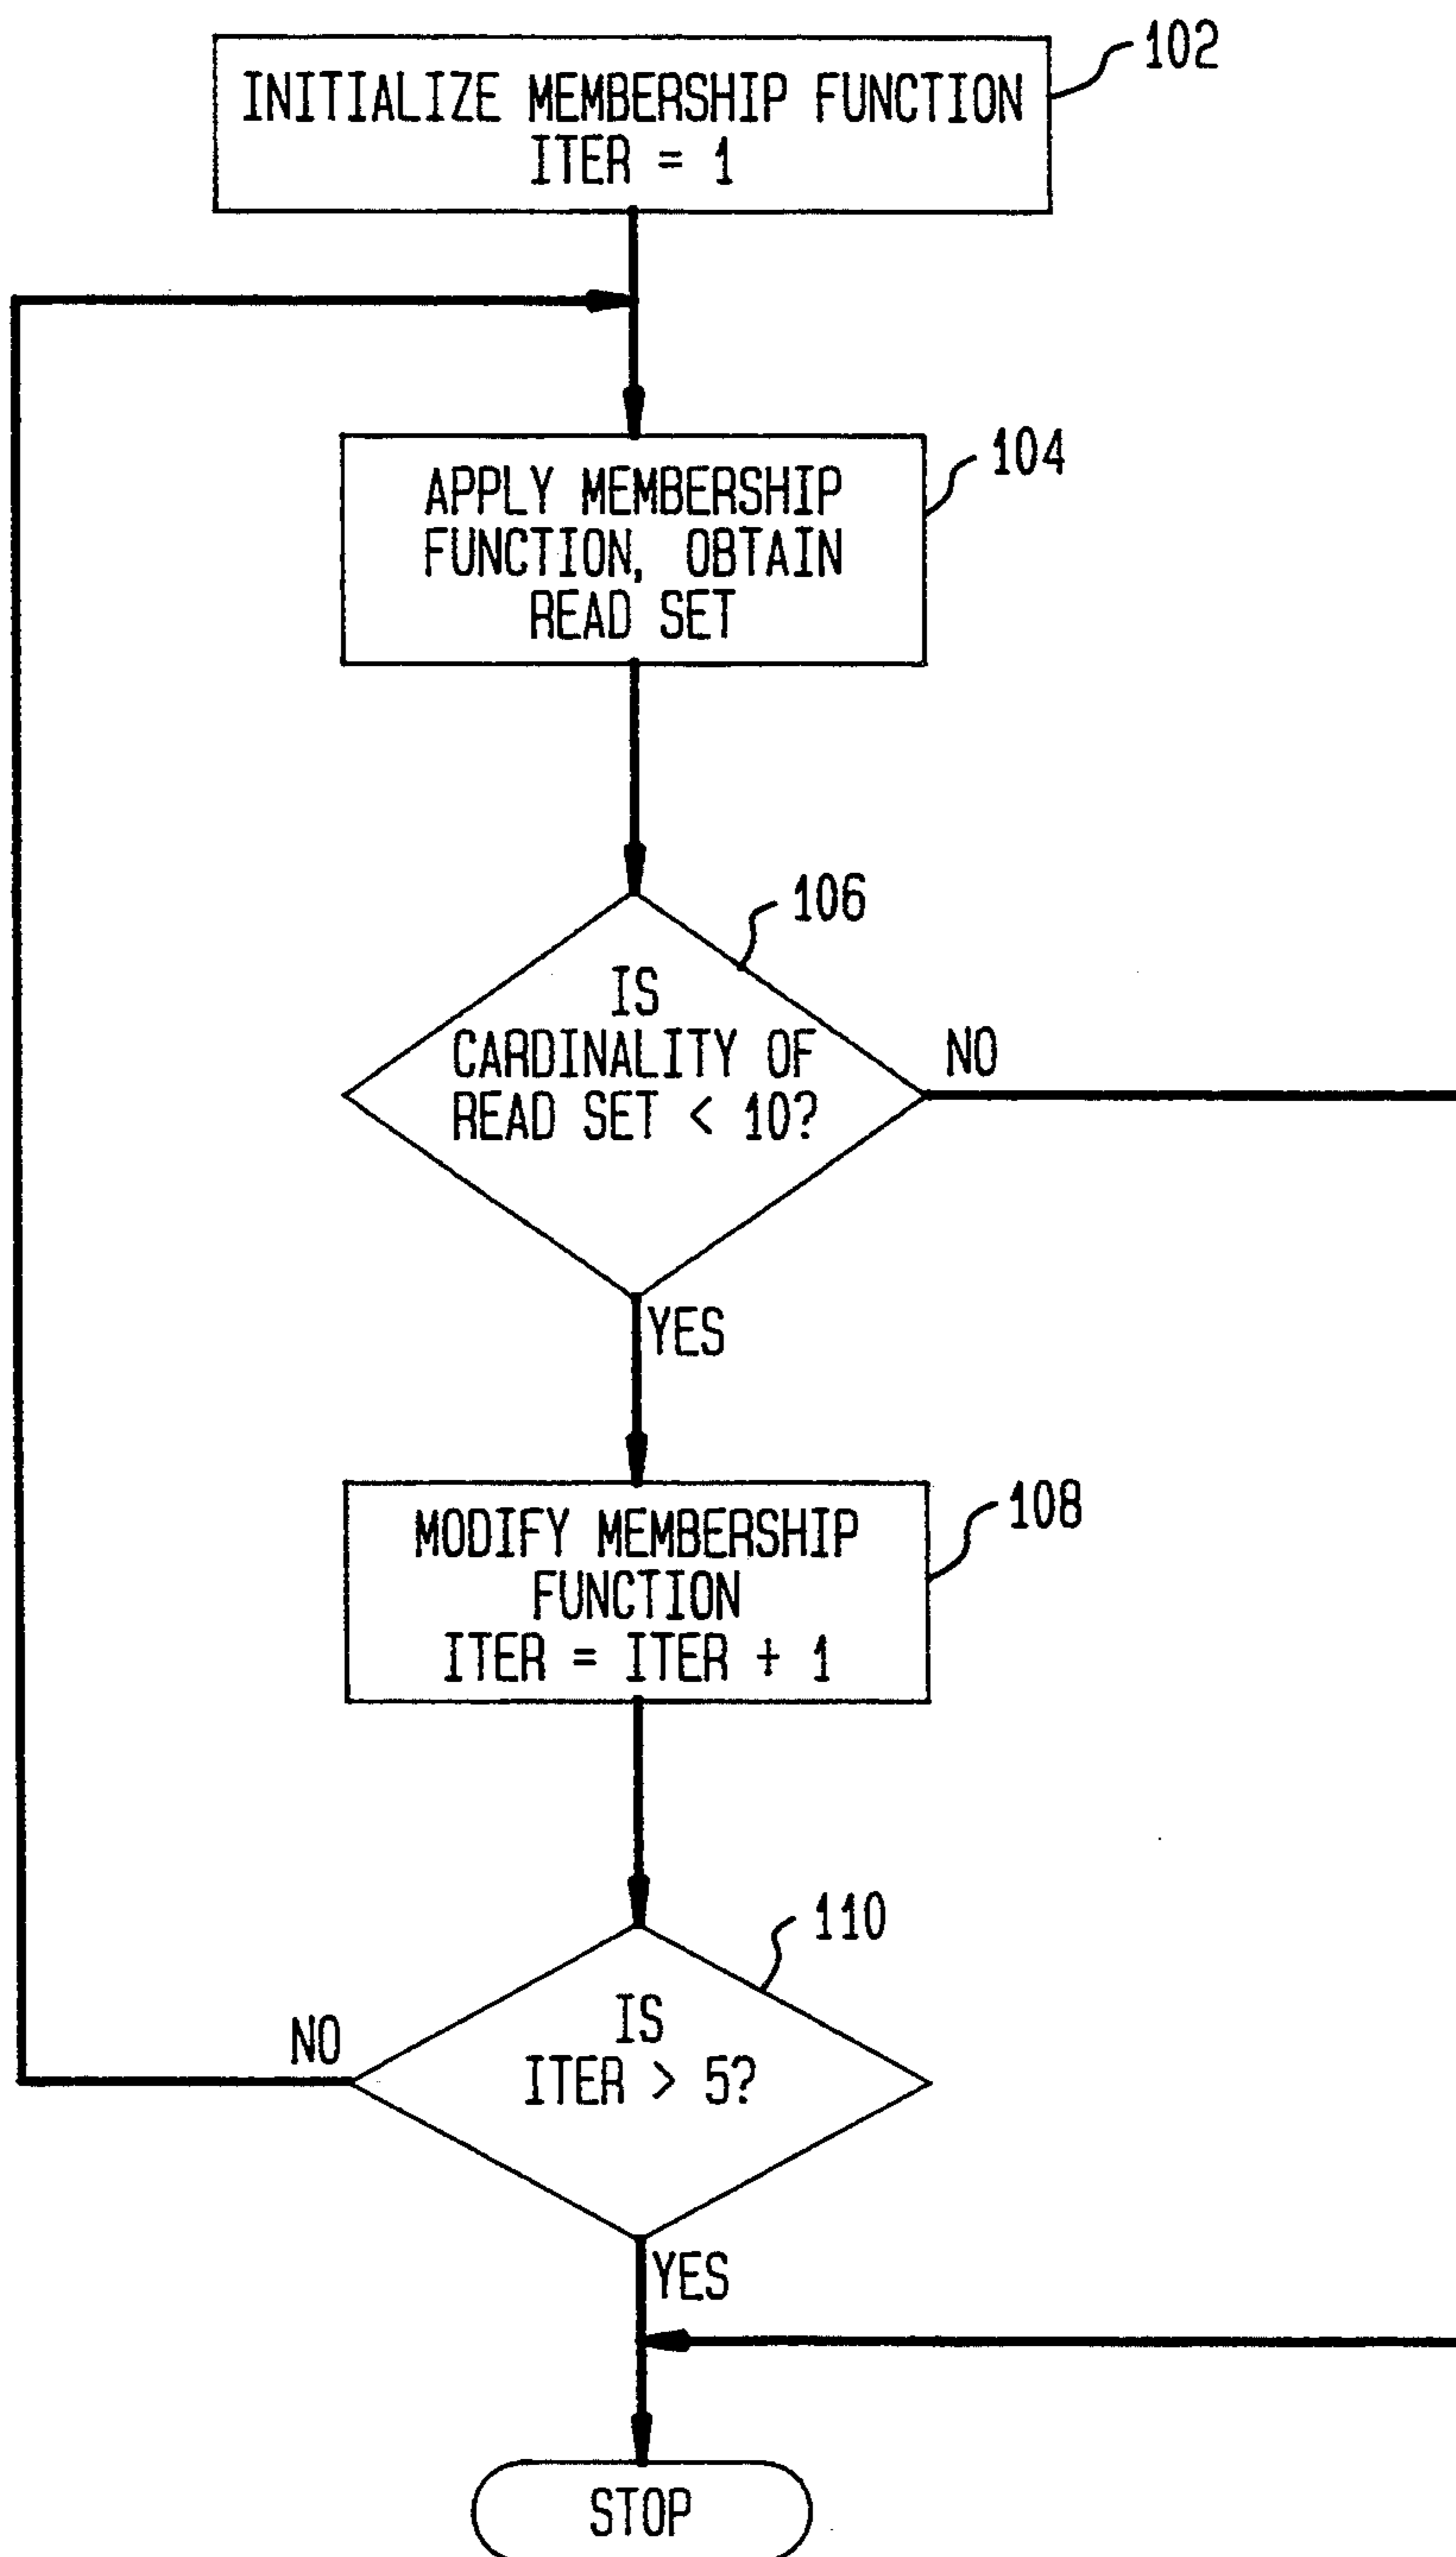 102
INITIALIZE MEMBERSHIP FUNCTION
ITER = 1
104
APPLY MEMBERSHIP
FUNCTION, OBTAIN
READ SET
106
IS
CARDINALITY OF
READ SET < 10?
NO
YES
108
MODIFY MEMBERSHIP
FUNCTION
ITER = ITER + 1
110
IS
ITER > 5?
NO
YES
STOP